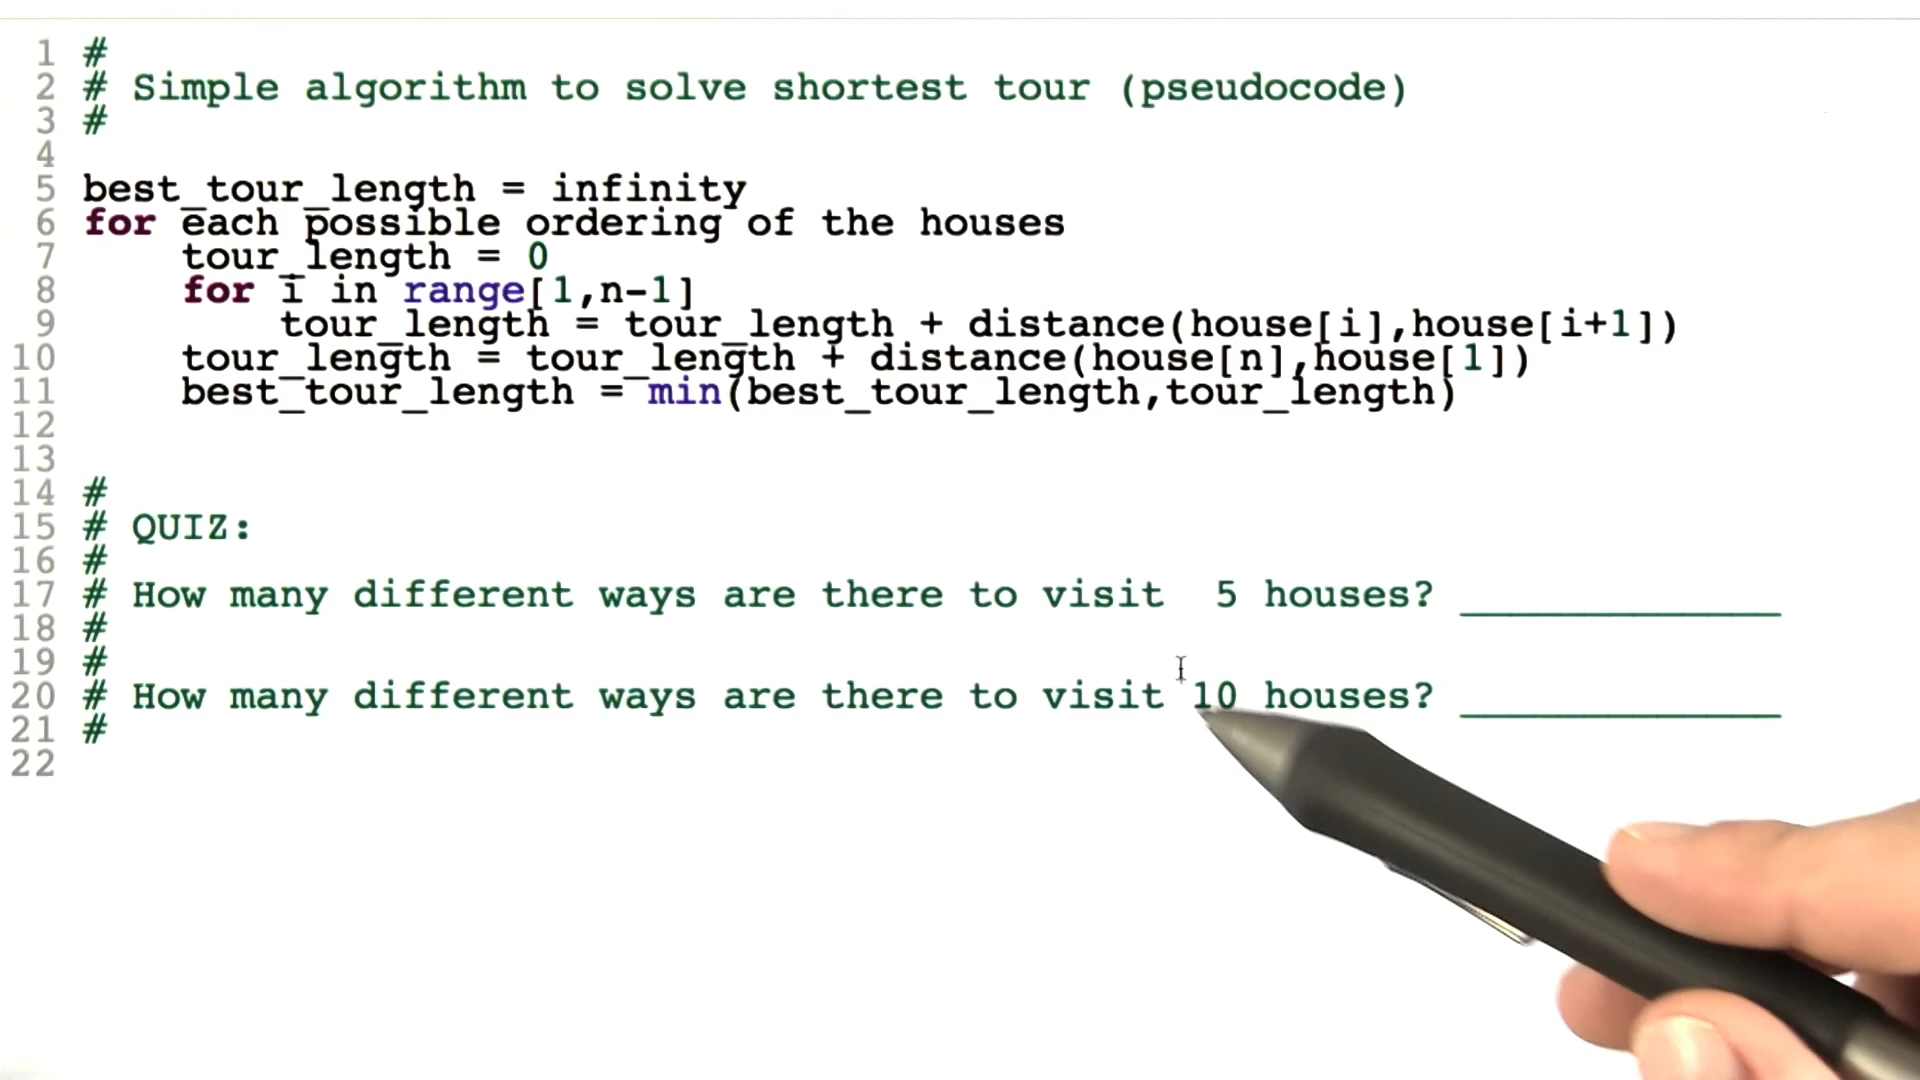 1 #
2 # Simple algorithm to solve shortest tour (pseudocode)
3 #
4
5 best_tour_length = infinity
6 for each possible ordering of the houses
7 tour_length = 0
8 for i in range[1,n-1]
9 tour_length = tour_length + distance(house[i],house[i+1])
10 tour_length = tour_length + distance(house[n],house[1])
11 best_tour_length = min(best_tour_length,tour_length)
12
13
14 #
15 # QUIZ:
16 #
17 # How many different ways are there to visit 5 houses? _____________
18 #
19 #
20 # How many different ways are there to visit 10 houses? _____________
21 #
22